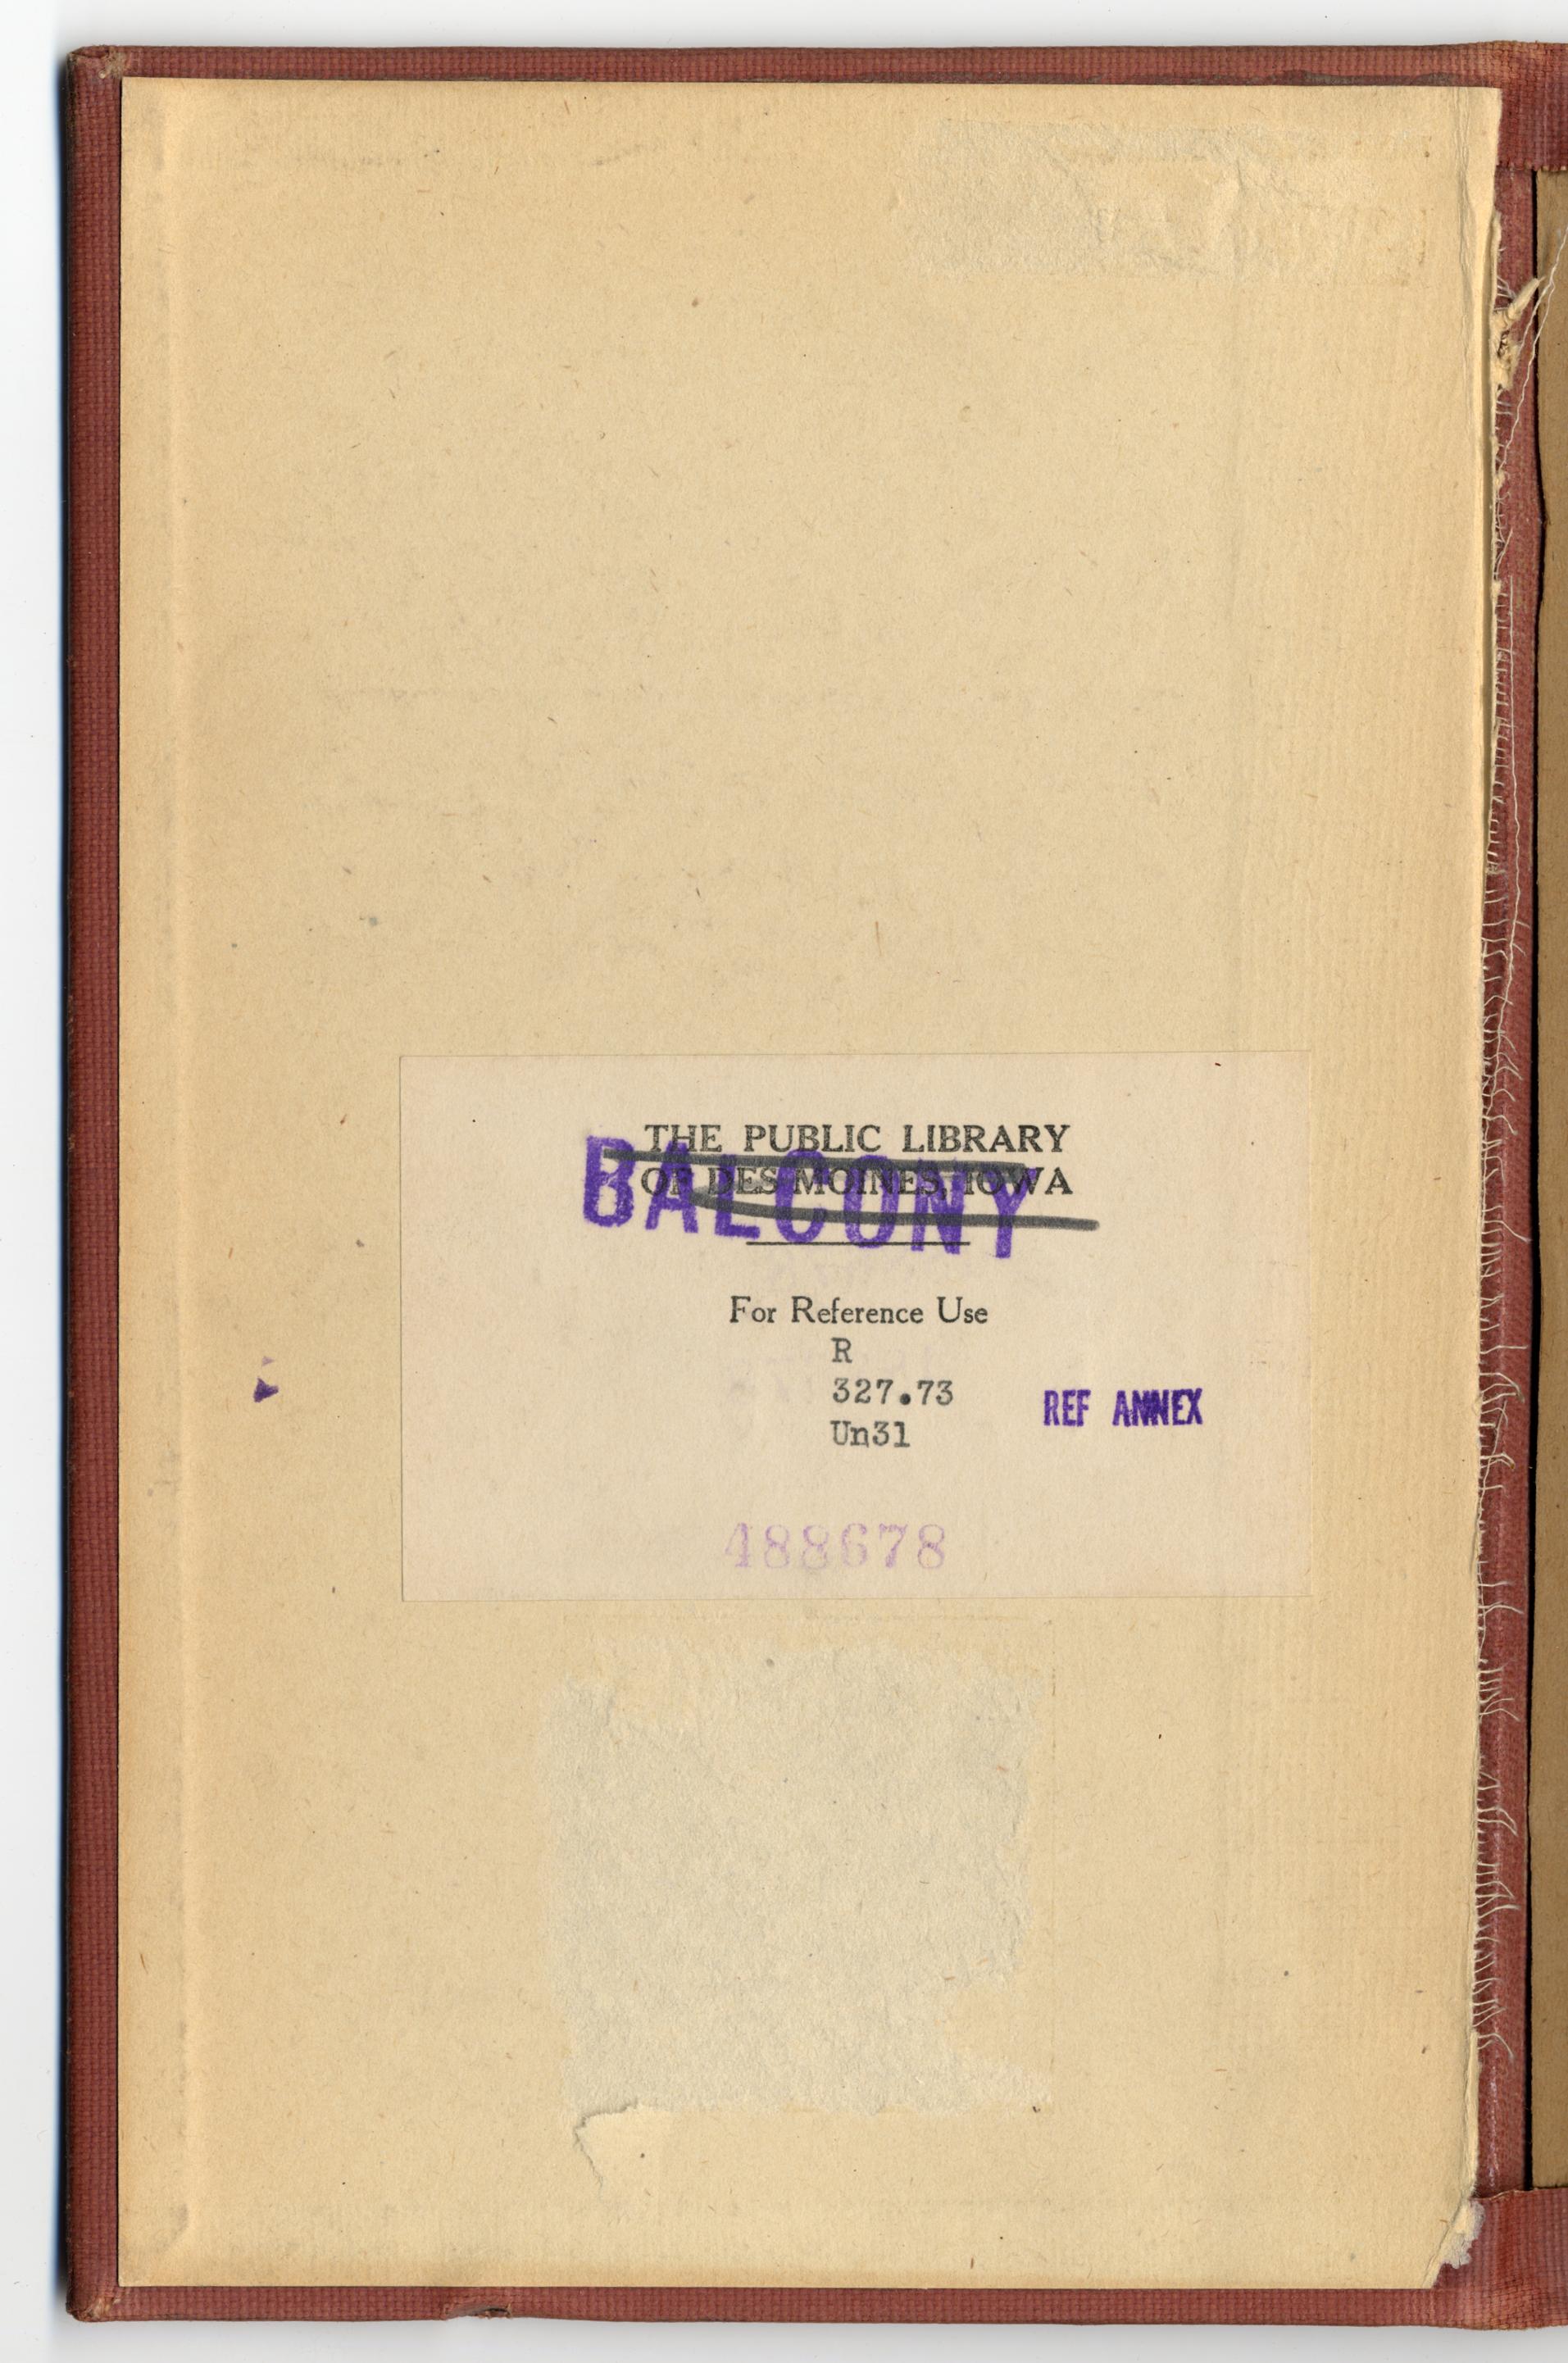 THE PUBLIC LIBRARY
OF DES MOINES, IOWA
BALCONY
For Reference Use
R
327.73
Un31
REF ANNEX
488678